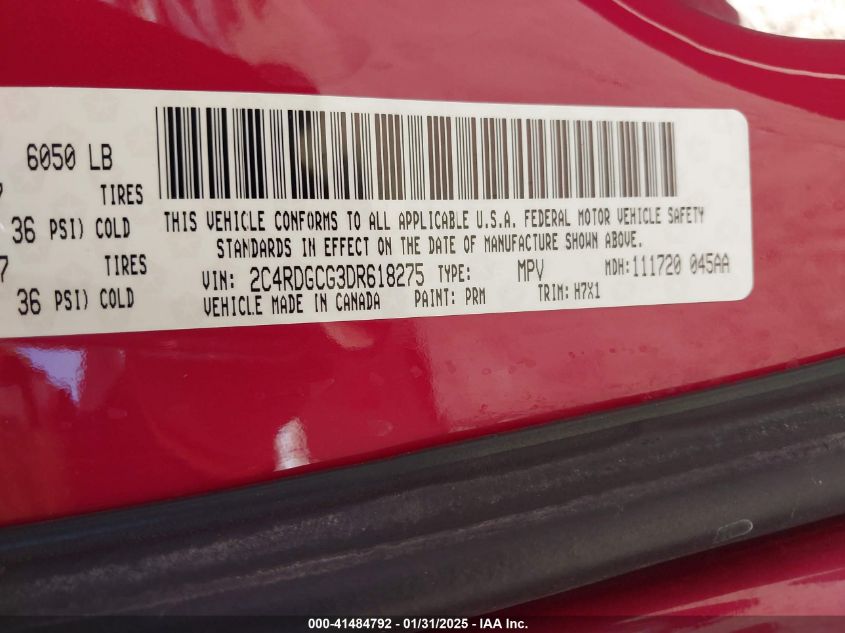 6050 LB
7 TIRES
36 PSI) COLD
7 TIRES
36 PSI) COLD
THIS VEHICLE CONFORMS TO ALL APPLICABLE U.S.A. FEDERAL MOTOR VEHICLE SAFETY
STANDARDS IN EFFECT ON THE DATE OF MANUFACTURE SHOWN ABOVE.
VIN: 2C4RDGCG3DR618275 TYPE: MPV MDH:111720 045AA
VEHICLE MADE IN CANADA PAINT: PRM TRIM: H7X1
000-41484792 - 01/31/2025 - IAA Inc.